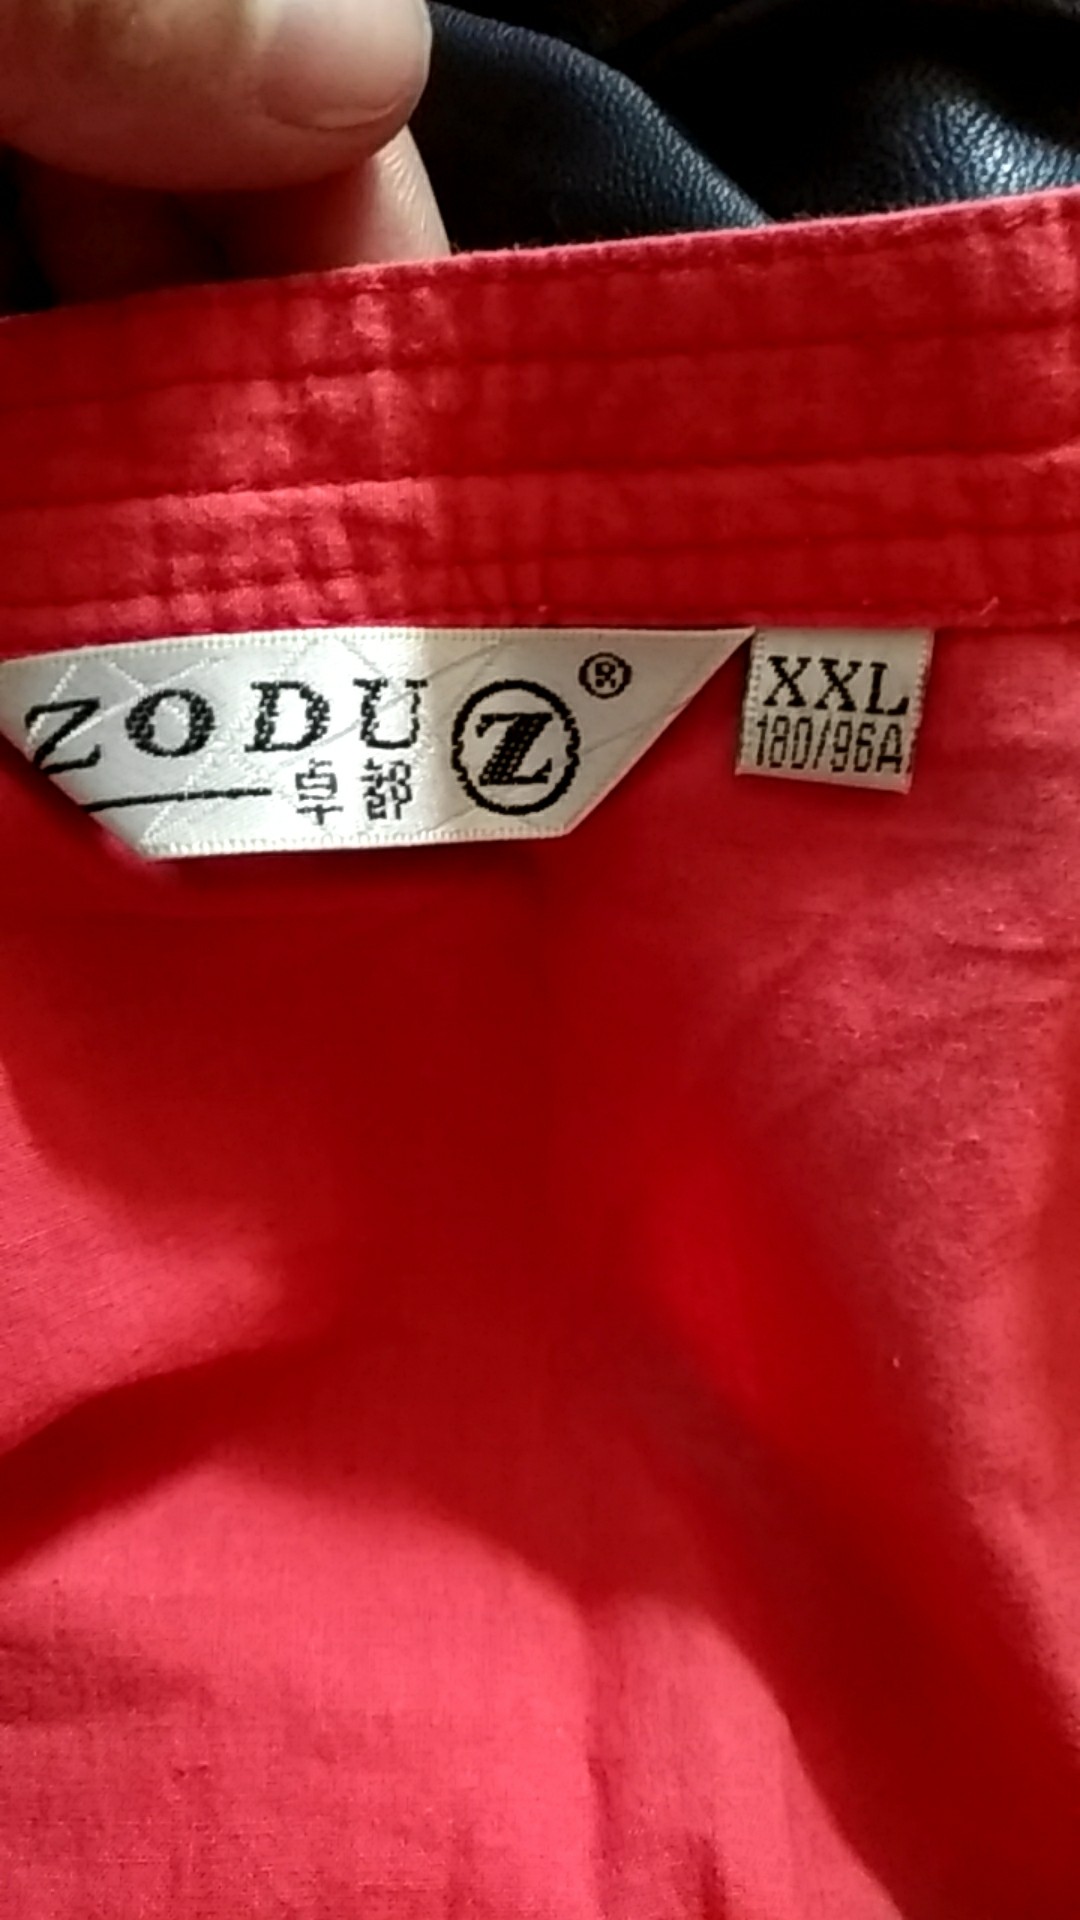 ZODU Z ®
卓都
XXL
180/96A